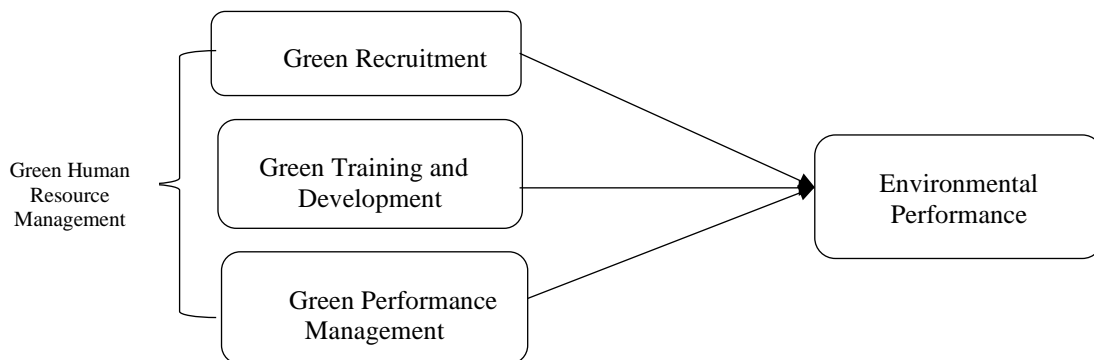 Green Recruitment
Green Human
Resource
Management
Green Training and
Development
Environmental
Performance
Green Performance
Management